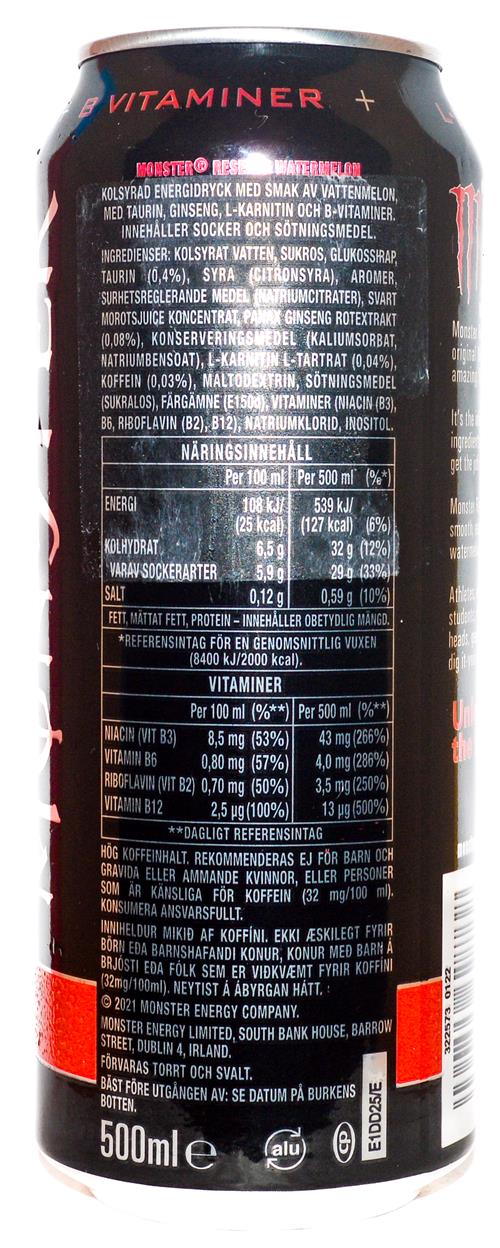 B VITAMINER + L-
MONSTER® RESERVE WATERMELON
KOLSYRAD ENERGIDRYCK MED SMAK AV VATTENMELON,
MED TAURIN, GINSENG, L-KARNITIN OCH B-VITAMINER.
INNEHÅLLER SOCKER OCH SÖTNINGSMEDEL.
INGREDIENSER: KOLSYRAT VATTEN, SUKROS, GLUKOSSIRAP,
TAURIN (0,4%), SYRA (CITRONSYRA), AROMER,
SURHETSREGLERANDE MEDEL (NATRIUMCITRATER), SVART
MOROTSJUICE KONCENTRAT, PANAX GINSENG ROTEXTRAKT
(0,08%), KONSERVERINGSMEDEL (KALIUMSORBAT,
NATRIUMBENSOAT), L-KARNITIN L-TARTRAT (0,04%),
KOFFEIN (0,03%), MALTODEXTRIN, SÖTNINGSMEDEL
(SUKRALOS), FÄRGÄMNE (E150d), VITAMINER (NIACIN (B3),
B6, RIBOFLAVIN (B2), B12), NATRIUMKLORID, INOSITOL.
NÄRINGSINNEHÅLL
Per 100 ml Per 500 ml (%*)
ENERGI 108 kJ/ 539 kJ/
(25 kcal) (127 kcal) (6%)
KOLHYDRAT 6,5 g 32 g (12%)
VARAV SOCKERARTER 5,9 g 29 g (33%)
SALT 0,12 g 0,59 g (10%)
FETT, MÄTTAT FETT, PROTEIN – INNEHÅLLER OBETYDLIG MÄNGD.
*REFERENSINTAG FÖR EN GENOMSNITTLIG VUXEN
(8400 kJ/2000 kcal).
VITAMINER
Per 100 ml (%**) Per 500 ml (%**)
NIACIN (VIT B3) 8,5 mg (53%) 43 mg (266%)
VITAMIN B6 0,80 mg (57%) 4,0 mg (286%)
RIBOFLAVIN (VIT B2) 0,70 mg (50%) 3,5 mg (250%)
VITAMIN B12 2,5 µg (100%) 13 µg (500%)
**DAGLIGT REFERENSINTAG
HÖG KOFFEINHALT. REKOMMENDERAS EJ FÖR BARN OCH
GRAVIDA ELLER AMMANDE KVINNOR, ELLER PERSONER
SOM ÄR KÄNSLIGA FÖR KOFFEIN (32 mg/100 ml).
KONSUMERA ANSVARSFULLT.
INNIHELDUR MIKIÐ AF KOFFÍNI. EKKI ÆSKILEGT FYRIR
BÖRN EÐA BARNSHAFANDI KONUR, KONUR MEÐ BARN Á
BRJÓSTI EÐA FÓLK SEM ER VIÐKVÆMT FYRIR KOFFÍNI
(32mg/100ml). NEYTIST Á ÁBYRGAN HÁTT.
© 2021 MONSTER ENERGY COMPANY.
MONSTER ENERGY LIMITED, SOUTH BANK HOUSE, BARROW
STREET, DUBLIN 4, IRLAND.
FÖRVARAS TORRT OCH SVALT.
BÄST FÖRE UTGÅNGEN AV: SE DATUM PÅ BURKENS
BOTTEN.
500ml e alu cp E1DD25/E
322573 0122
Monster
original
amazing
It's the
ingredien
get the
Monster
smooth,
waterme
Athletes,
students
heads, ge
dig it
Un
the